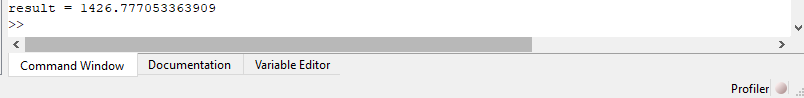 result = 1426.777053363909
>>
Command Window Documentation Variable Editor
Profiler